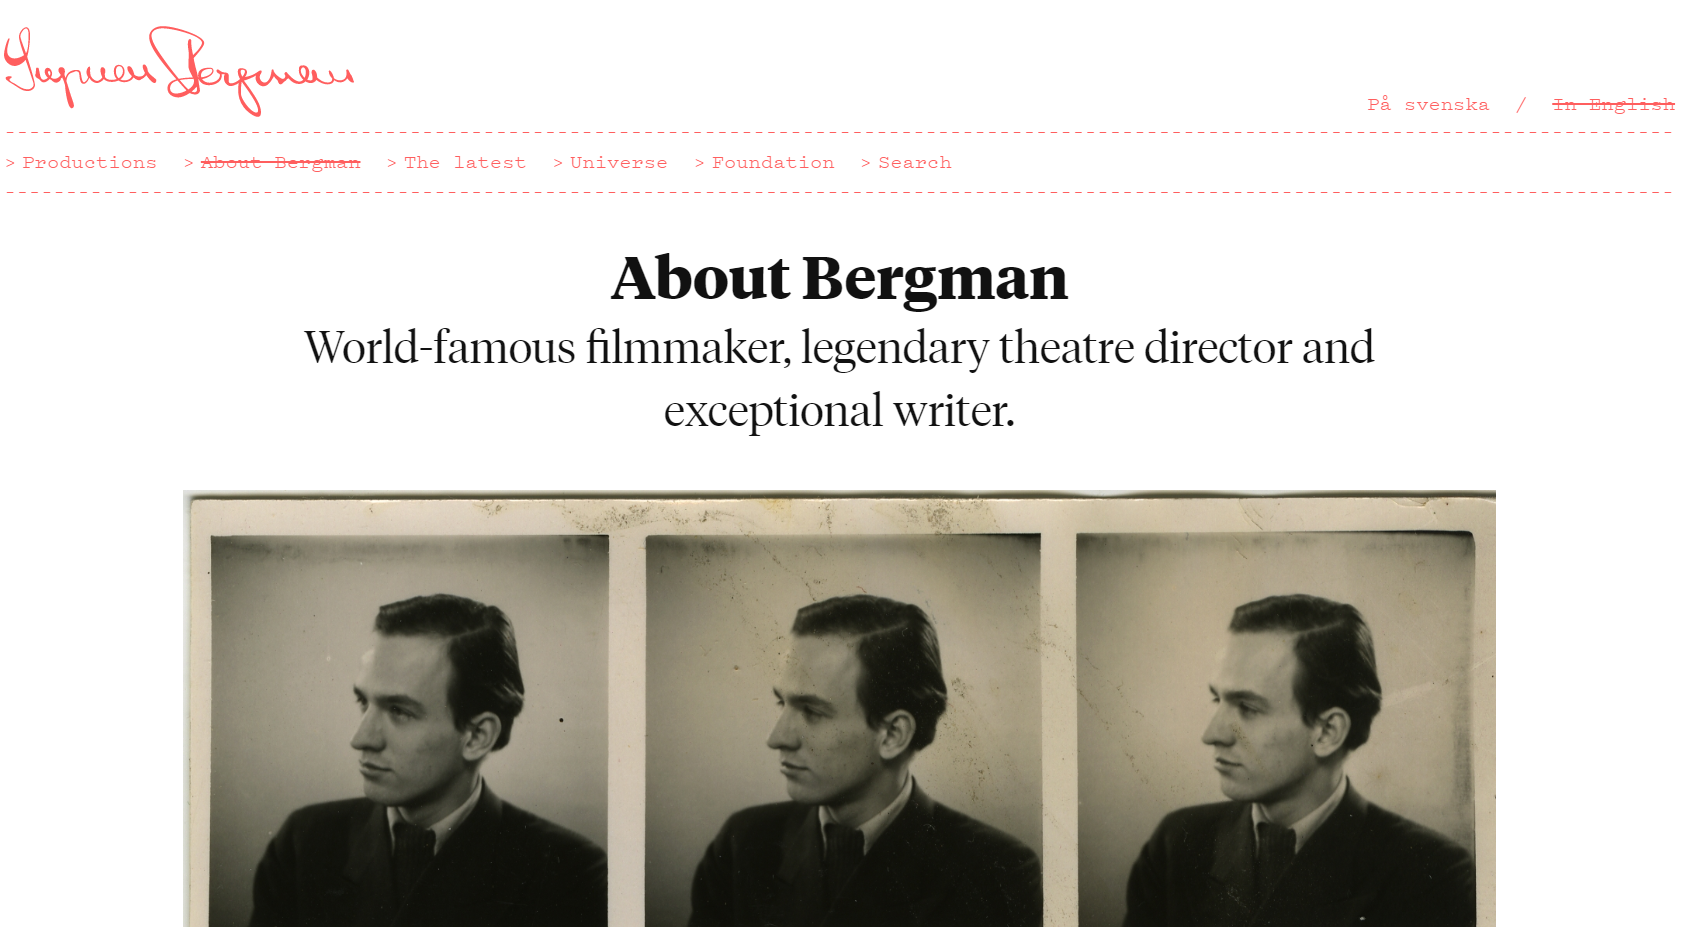 Ingmar Bergman
På svenska / In English
> Productions > About Bergman > The latest > Universe > Foundation > Search
About Bergman
World-famous filmmaker, legendary theatre director and
exceptional writer.